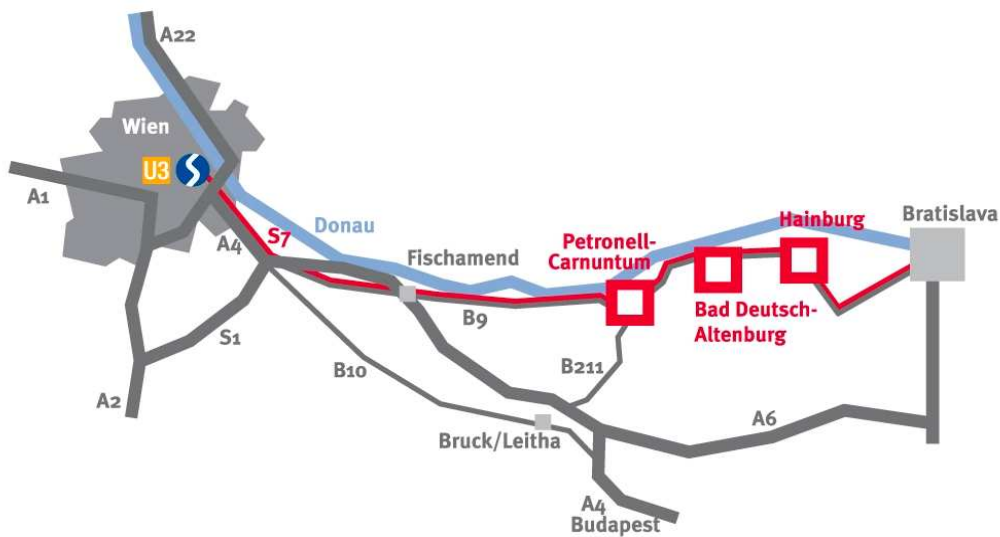 A22
Wien
U3
A1
A4
S7
Donau
Fischamend
Petronell-
Carnuntum
Hainburg
Bratislava
B9
Bad Deutsch-
Altenburg
S1
B10
B211
A2
A6
Bruck/Leitha
A4
Budapest